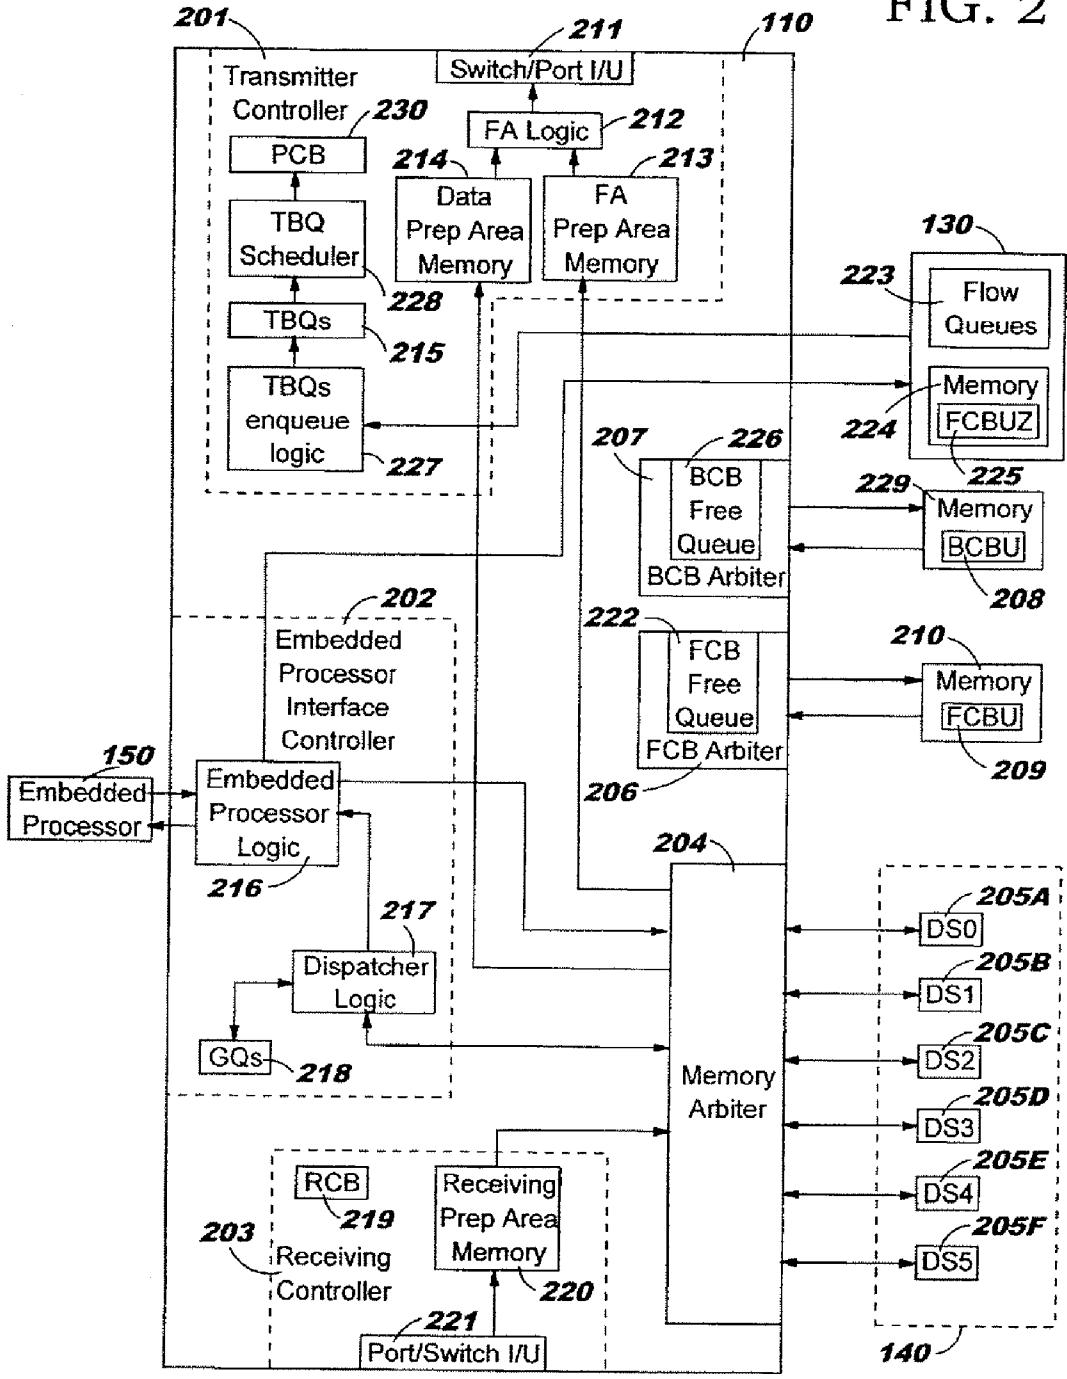 FIG. 2
201
211
110
Transmitter
Controller
Switch/Port I/U
230
PCB
FA Logic
212
214
213
TBQ
Scheduler
228
Data
Prep Area
Memory
FA
Prep Area
Memory
130
223
Flow
Queues
TBQs
215
TBQs
enqueue
logic
227
Memory
224
FCBUZ
225
207
226
BCB
Free
Queue
BCB Arbiter
229
Memory
BCBU
208
202
Embedded
Processor
Interface
Controller
222
FCB
Free
Queue
FCB Arbiter
206
210
Memory
FCBU
209
150
Embedded
Processor
Embedded
Processor
Logic
216
204
217
Dispatcher
Logic
GQs
218
Memory
Arbiter
205A
DS0
205B
DS1
205C
DS2
205D
DS3
205E
DS4
205F
DS5
140
RCB
219
Receiving
Prep Area
Memory
220
203
Receiving
Controller
221
Port/Switch I/U